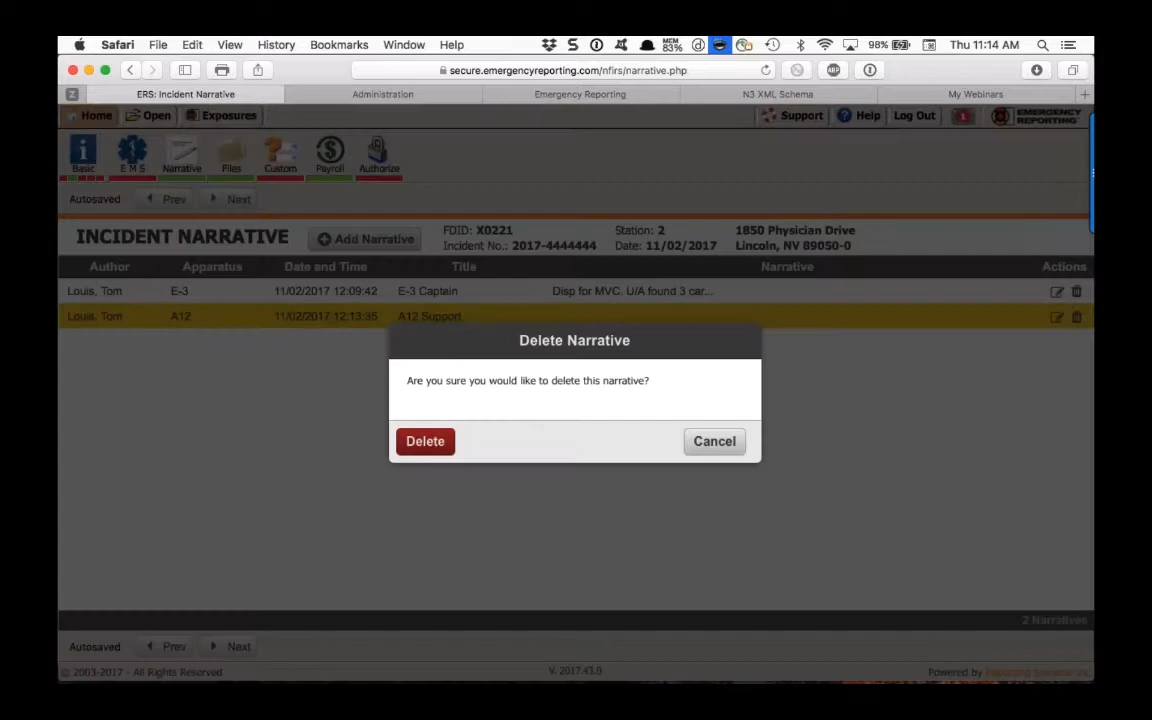 Safari File Edit View History Bookmarks Window Help MEM 83% 98% Thu 11:14 AM
secure.emergencyreporting.com/nfirs/narrative.php ABP
Z ERS: Incident Narrative Administration Emergency Reporting N3 XML Schema My Webinars +
Home Open Exposures Support Help Log Out 1 EMERGENCY REPORTING
Basic EMS Narrative Files Custom Payroll Authorize
Autosaved Prev Next
INCIDENT NARRATIVE Add Narrative FDID: X0221 Station: 2 1850 Physician Drive
Incident No.: 2017-4444444 Date: 11/02/2017 Lincoln, NV 89050-0
Author Apparatus Date and Time Title Narrative Actions
Louis, Tom E-3 11/02/2017 12:09:42 E-3 Captain Disp for MVC. U/A found 3 car...
Louis, Tom A12 11/02/2017 12:13:35 A12 Support
Delete Narrative
Are you sure you would like to delete this narrative?
Delete Cancel
2 Narratives
Autosaved Prev Next
© 2003-2017 - All Rights Reserved V. 2017.43.0 Powered by